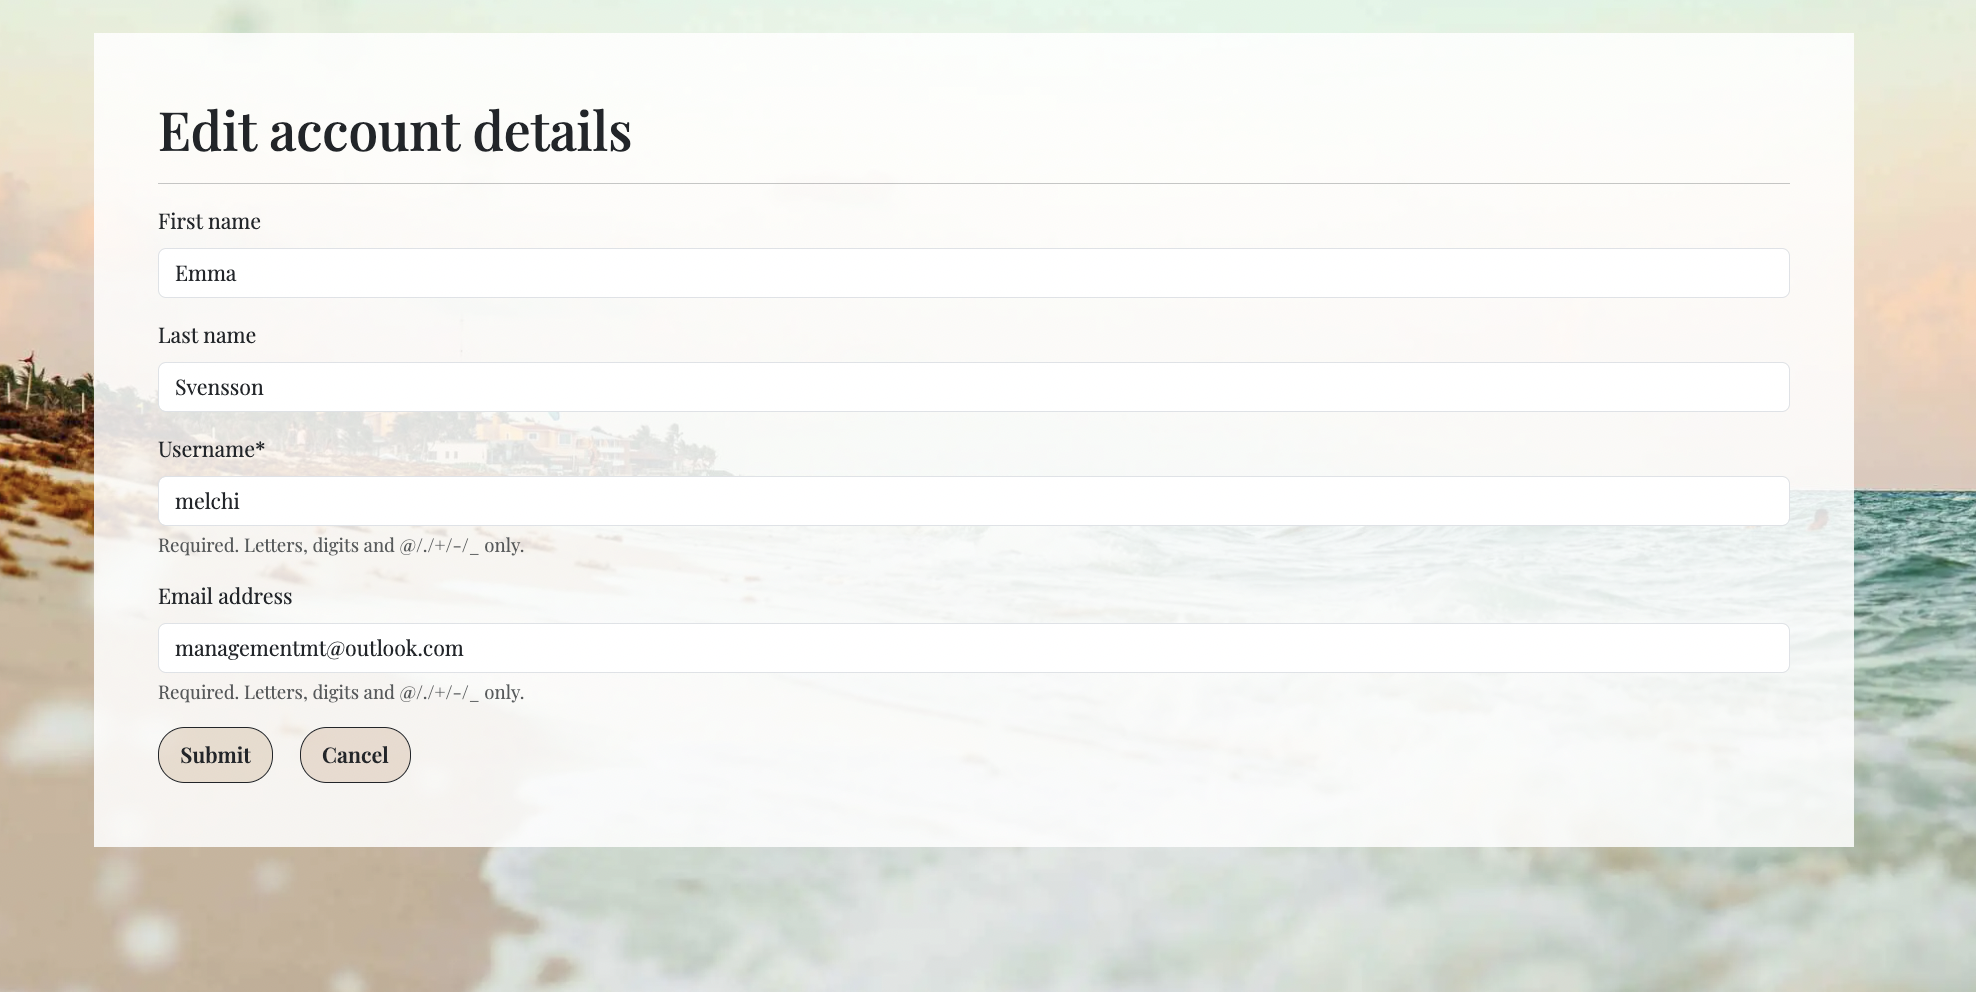 Edit account details
First name
Emma
Last name
Svensson
Username*
melchi
Required. Letters, digits and @/./+/-/_ only.
Email address
managementmt@outlook.com
Required. Letters, digits and @/./+/-/_ only.
Submit Cancel